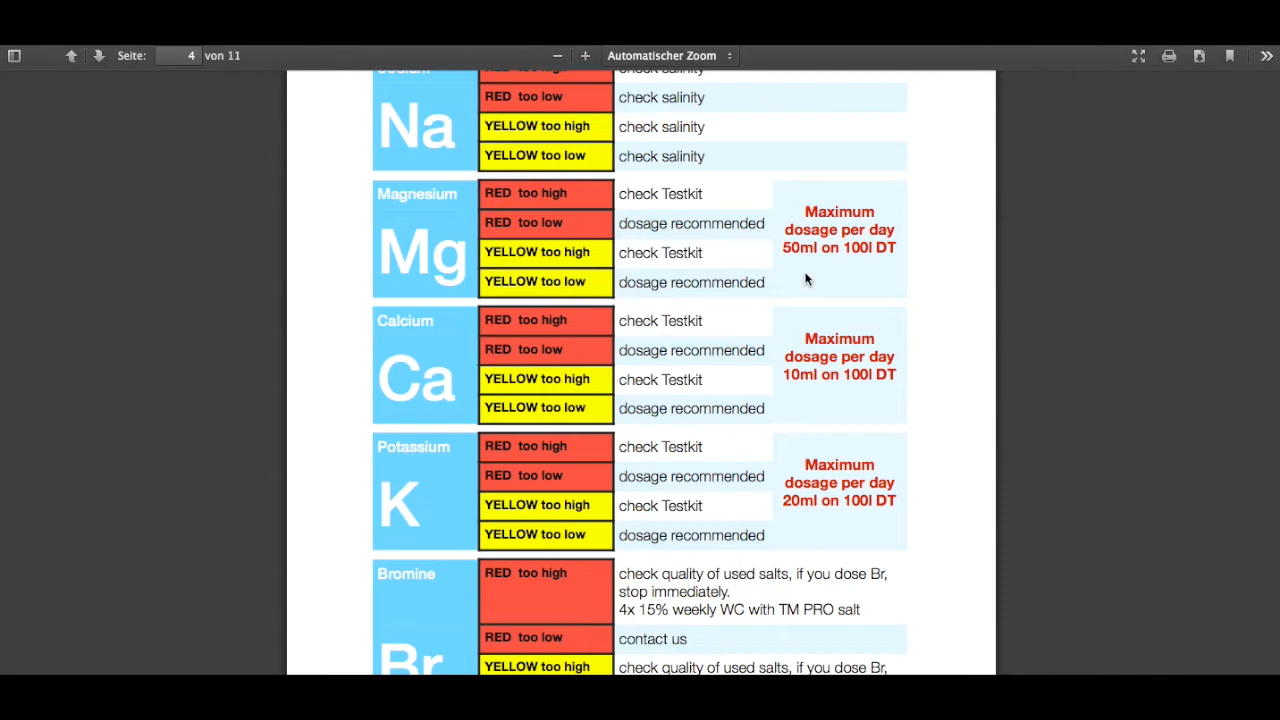 Seite: 4 von 11
Automatischer Zoom
Sodium
RED too high check salinity
RED too low check salinity
Na
YELLOW too high check salinity
YELLOW too low check salinity
Magnesium
RED too high check Testkit
RED too low dosage recommended
Mg
YELLOW too high check Testkit
YELLOW too low dosage recommended
Maximum
dosage per day
50ml on 100l DT
Calcium
RED too high check Testkit
RED too low dosage recommended
Ca
YELLOW too high check Testkit
YELLOW too low dosage recommended
Maximum
dosage per day
10ml on 100l DT
Potassium
RED too high check Testkit
RED too low dosage recommended
K
YELLOW too high check Testkit
YELLOW too low dosage recommended
Maximum
dosage per day
20ml on 100l DT
Bromine
RED too high check quality of used salts, if you dose Br,
stop immediately.
4x 15% weekly WC with TM PRO salt
RED too low contact us
Br
YELLOW too high check quality of used salts, if you dose Br,